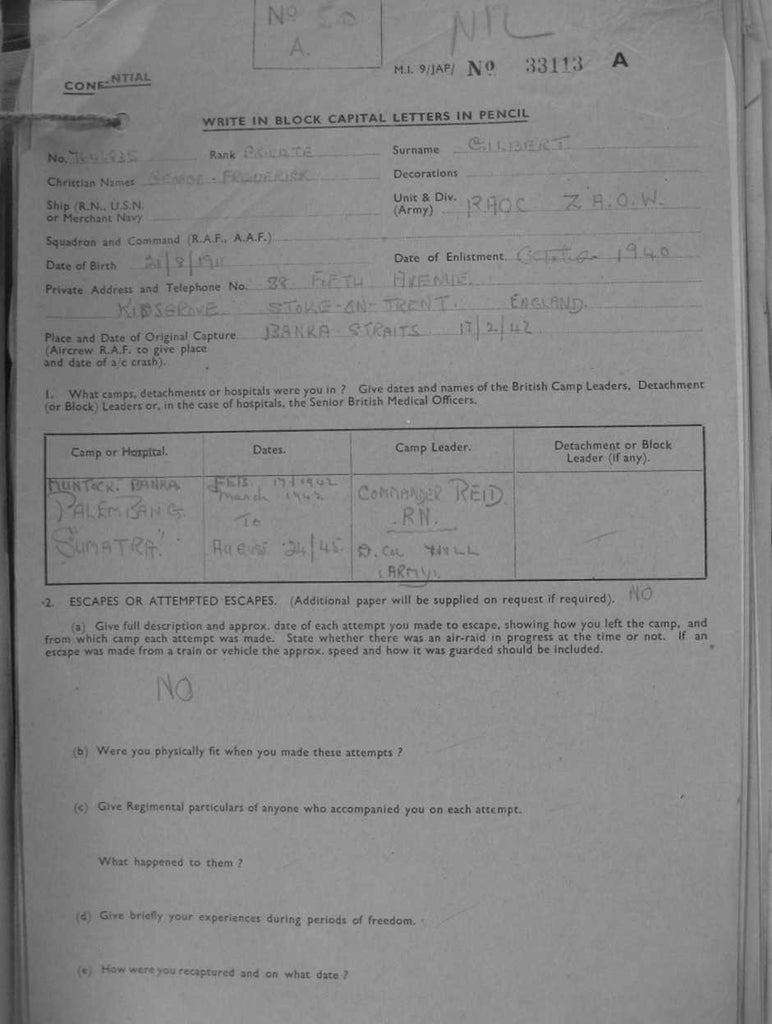 No
A.
NIL
CONFIDENTIAL
M.I. 9/JAP/ No 33113 A
WRITE IN BLOCK CAPITAL LETTERS IN PENCIL
No. Rank PRIVATE Surname GILBERT
Christian Names GEORGE - FREDERICK Decorations
Ship (R.N., U.S.N. or Merchant Navy Unit & Div. (Army) RAOC Z A.O.W.
Squadron and Command (R.A.F., A.A.F.)
Date of Birth Date of Enlistment October 1940
Private Address and Telephone No. 88 FIFTH AVENUE
KIDSGROVE STOKE-ON-TRENT. ENGLAND.
Place and Date of Original Capture BANKA STRAITS 17/2/42
(Aircrew R.A.F. to give place
and date of a/c crash).
1. What camps, detachments or hospitals were you in ? Give dates and names of the British Camp Leaders, Detachment
(or Block) Leaders or, in the case of hospitals, the Senior British Medical Officers.
Camp or Hospital. Dates. Camp Leader. Detachment or Block
Leader (if any).
MUNTOCK. BANKA FEB. 17/1942
PALEMBANG. March 1942 COMMANDER REID
To RN.
SUMATRA. AUGUST 24/45.
(ARMY).
2. ESCAPES OR ATTEMPTED ESCAPES. (Additional paper will be supplied on request if required). NO
(a) Give full description and approx. date of each attempt you made to escape, showing how you left the camp, and
from which camp each attempt was made. State whether there was an air-raid in progress at the time or not. If an
escape was made from a train or vehicle the approx. speed and how it was guarded should be included.
NO
(b) Were you physically fit when you made these attempts ?
(c) Give Regimental particulars of anyone who accompanied you on each attempt.
What happened to them ?
(d) Give briefly your experiences during periods of freedom.
(e) How were you recaptured and on what date ?